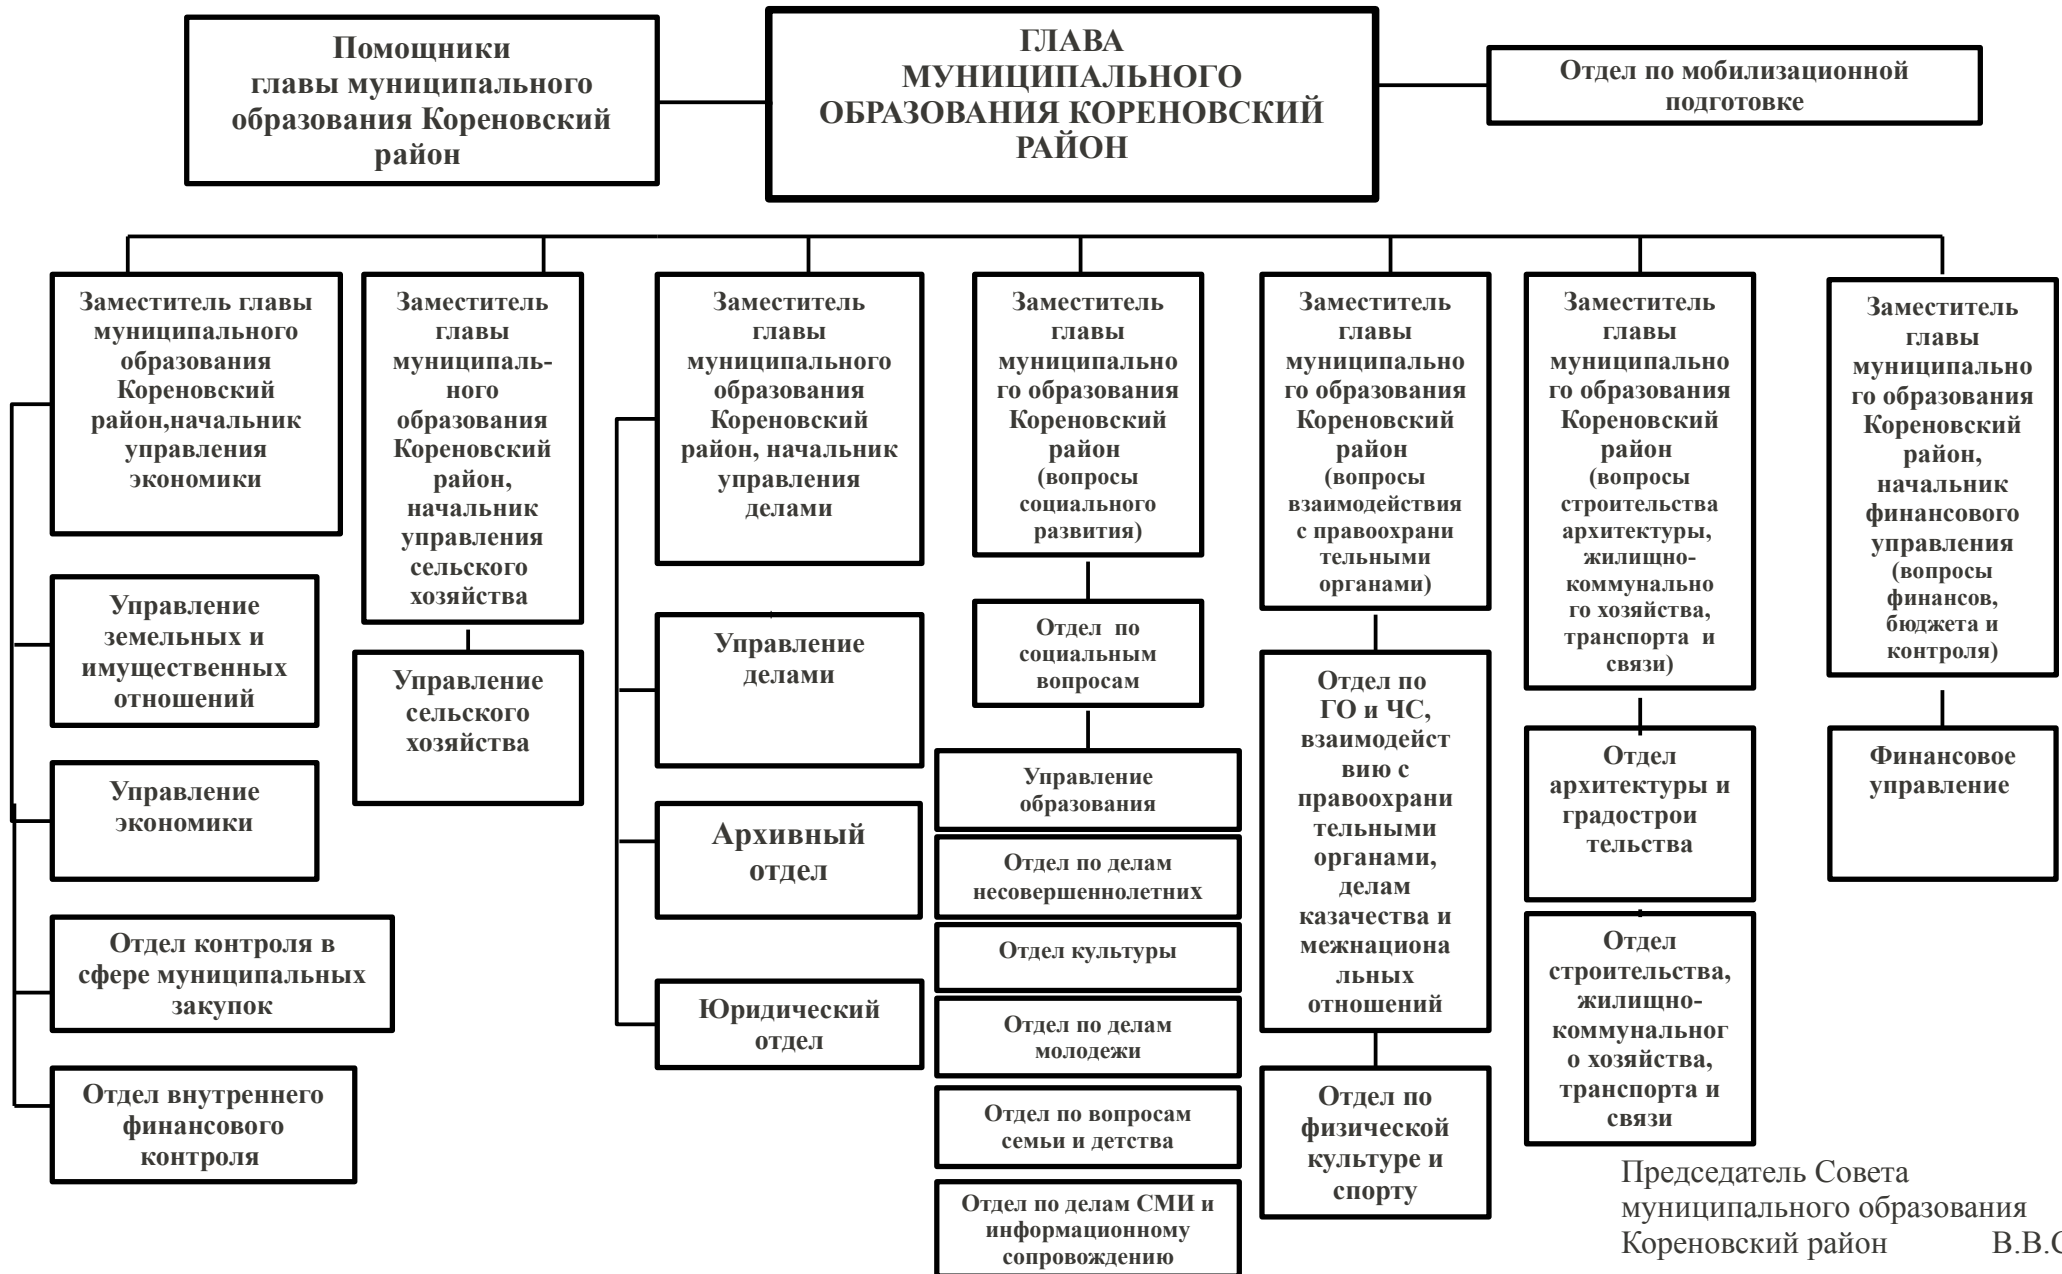 Помощники
главы муниципального
образования Кореновский
район
ГЛАВА
МУНИЦИПАЛЬНОГО
ОБРАЗОВАНИЯ КОРЕНОВСКИЙ
РАЙОН
Отдел по мобилизационной
подготовке
Заместитель главы
муниципального
образования
Кореновский
район,начальник
управления
экономики
Заместитель
главы
муниципаль-
ного
образования
Кореновский
район,
начальник
управления
сельского
хозяйства
Заместитель
главы
муниципального
образования
Кореновский
район, начальник
управления
делами
Заместитель
главы
муниципально
го образования
Кореновский
район
(вопросы
социального
развития)
Заместитель
главы
муниципально
го образования
Кореновский
район
(вопросы
взаимодействия
с правоохрани
тельными
органами)
Заместитель
главы
муниципально
го образования
Кореновский
район
(вопросы
строительства
архитектуры,
жилищно-
коммунально
го хозяйства,
транспорта и
связи)
Заместитель
главы
муниципально
го образования
Кореновский
район,
начальник
финансового
управления
(вопросы
финансов,
бюджета и
контроля)
Управление
земельных и
имущественных
отношений
Управление
экономики
Отдел контроля в
сфере муниципальных
закупок
Отдел внутреннего
финансового
контроля
Управление
сельского
хозяйства
Управление
делами
Архивный
отдел
Юридический
отдел
Отдел по
социальным
вопросам
Управление
образования
Отдел по делам
несовершеннолетних
Отдел культуры
Отдел по делам
молодежи
Отдел по вопросам
семьи и детства
Отдел по делам СМИ и
информационному
сопровождению
Отдел по
ГО и ЧС,
взаимодейст
вию с
правоохрани
тельными
органами,
делам
казачества и
межнациона
льных
отношений
Отдел по
физической
культуре и
спорту
Отдел
архитектуры и
градострои
тельства
Отдел
строительства,
жилищно-
коммунальног
о хозяйства,
транспорта и
связи
Финансовое
управление
Председатель Совета
муниципального образования
Кореновский район В.В.